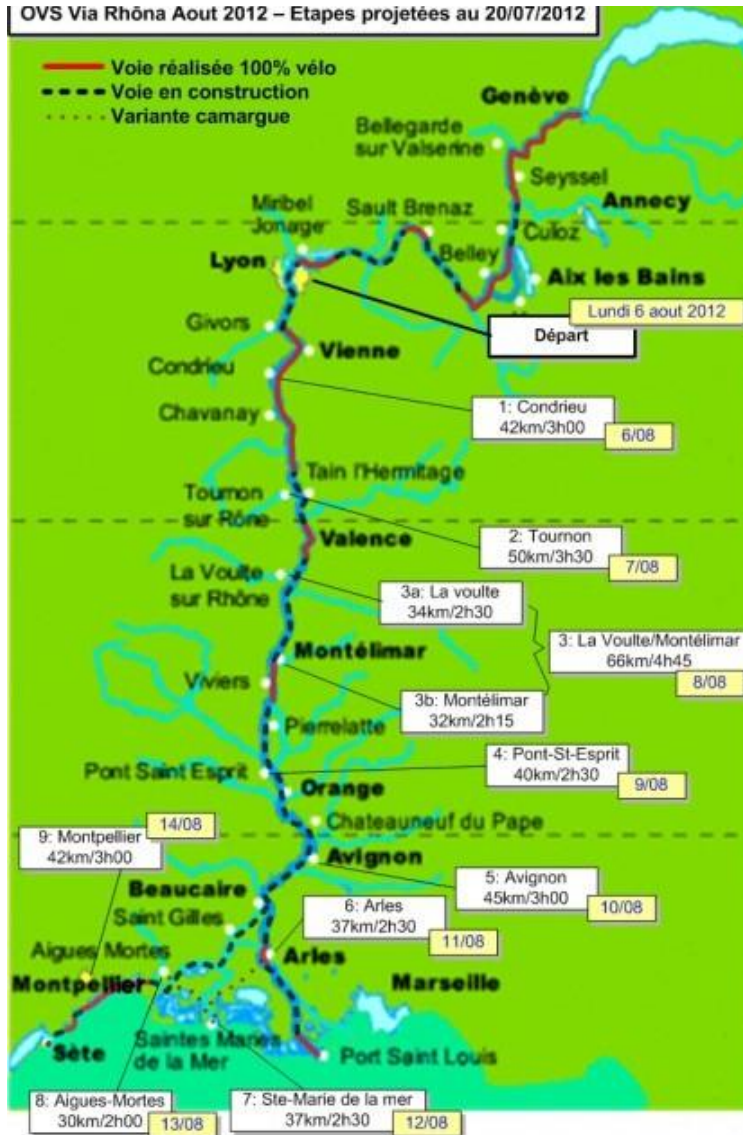 OVS Via Rhôna Aout 2012 – Etapes projetées au 20/07/2012
Voie réalisée 100% vélo
Voie en construction
Variante camargue
Genève
Bellegarde
sur Valserine
Seyssel
Annecy
Miribel
Jonage
Sault Brenaz
Culoz
Lyon
Belley
Aix les Bains
Lundi 6 aout 2012
Départ
Givors
Vienne
Condrieu
1: Condrieu
42km/3h00
6/08
Chavanay
Tain l'Hermitage
Tournon
sur Rône
2: Tournon
50km/3h30
7/08
Valence
La Voulte
sur Rhône
3a: La voulte
34km/2h30
3: La Voulte/Montélimar
66km/4h45
8/08
Montélimar
Viviers
3b: Montélimar
32km/2h15
Pierrelatte
Pont Saint Esprit
4: Pont-St-Esprit
40km/2h30
9/08
Orange
Chateauneuf du Pape
14/08
9: Montpellier
42km/3h00
Avignon
5: Avignon
45km/3h00
10/08
Beaucaire
Saint Gilles
6: Arles
37km/2h30
11/08
Aigues Mortes
Arles
Montpellier
Marseille
Saintes Maries
de la Mer
Sète
Port Saint Louis
8: Aigues-Mortes
30km/2h00
13/08
7: Ste-Marie de la mer
37km/2h30
12/08